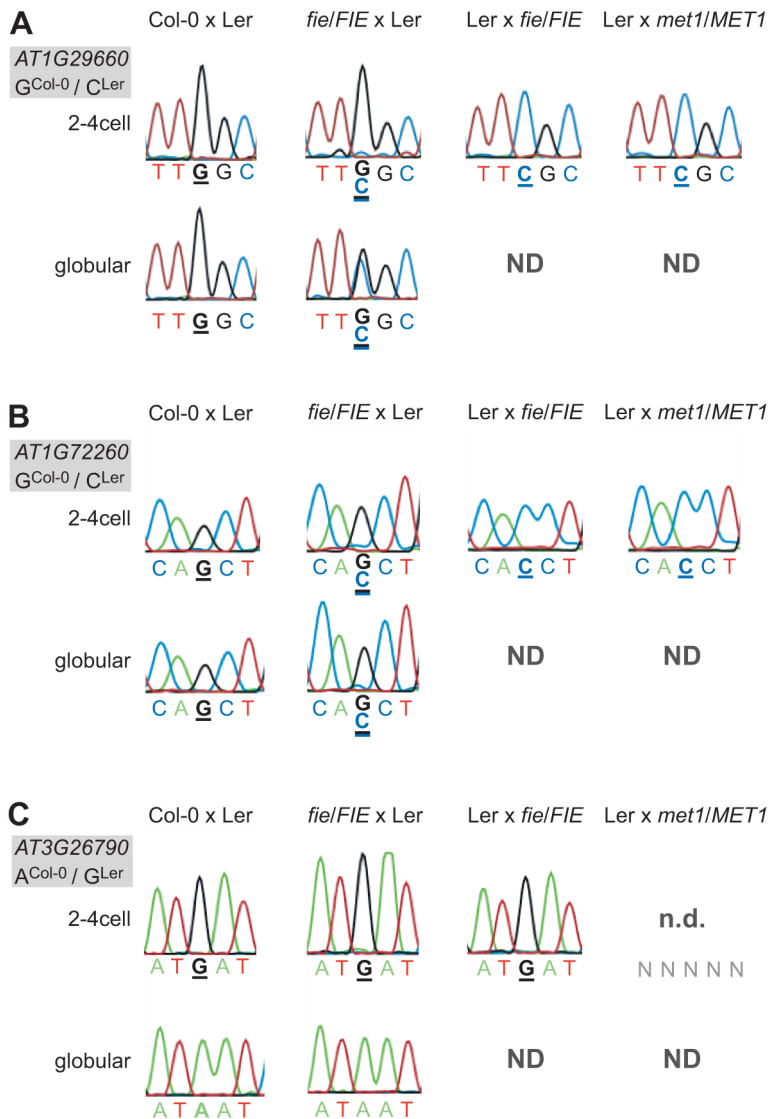 A
Col-0 x Ler fie/FIE x Ler Ler x fie/FIE Ler x met1/MET1
AT1G29660
GCol-0 / CLer
2-4cell
T T G G C T T G G C T T C G C T T C G C
C
globular ND ND
T T G G C T T G G C
C
B
Col-0 x Ler fie/FIE x Ler Ler x fie/FIE Ler x met1/MET1
AT1G72260
GCol-0 / CLer
2-4cell
C A G C T C A G C T C A C C T C A C C T
C
globular ND ND
C A G C T C A G C T
C
C
Col-0 x Ler fie/FIE x Ler Ler x fie/FIE Ler x met1/MET1
AT3G26790
ACol-0 / GLer
2-4cell n.d.
A T G A T A T G A T A T G A T N N N N N
globular ND ND
A T A A T A T A A T